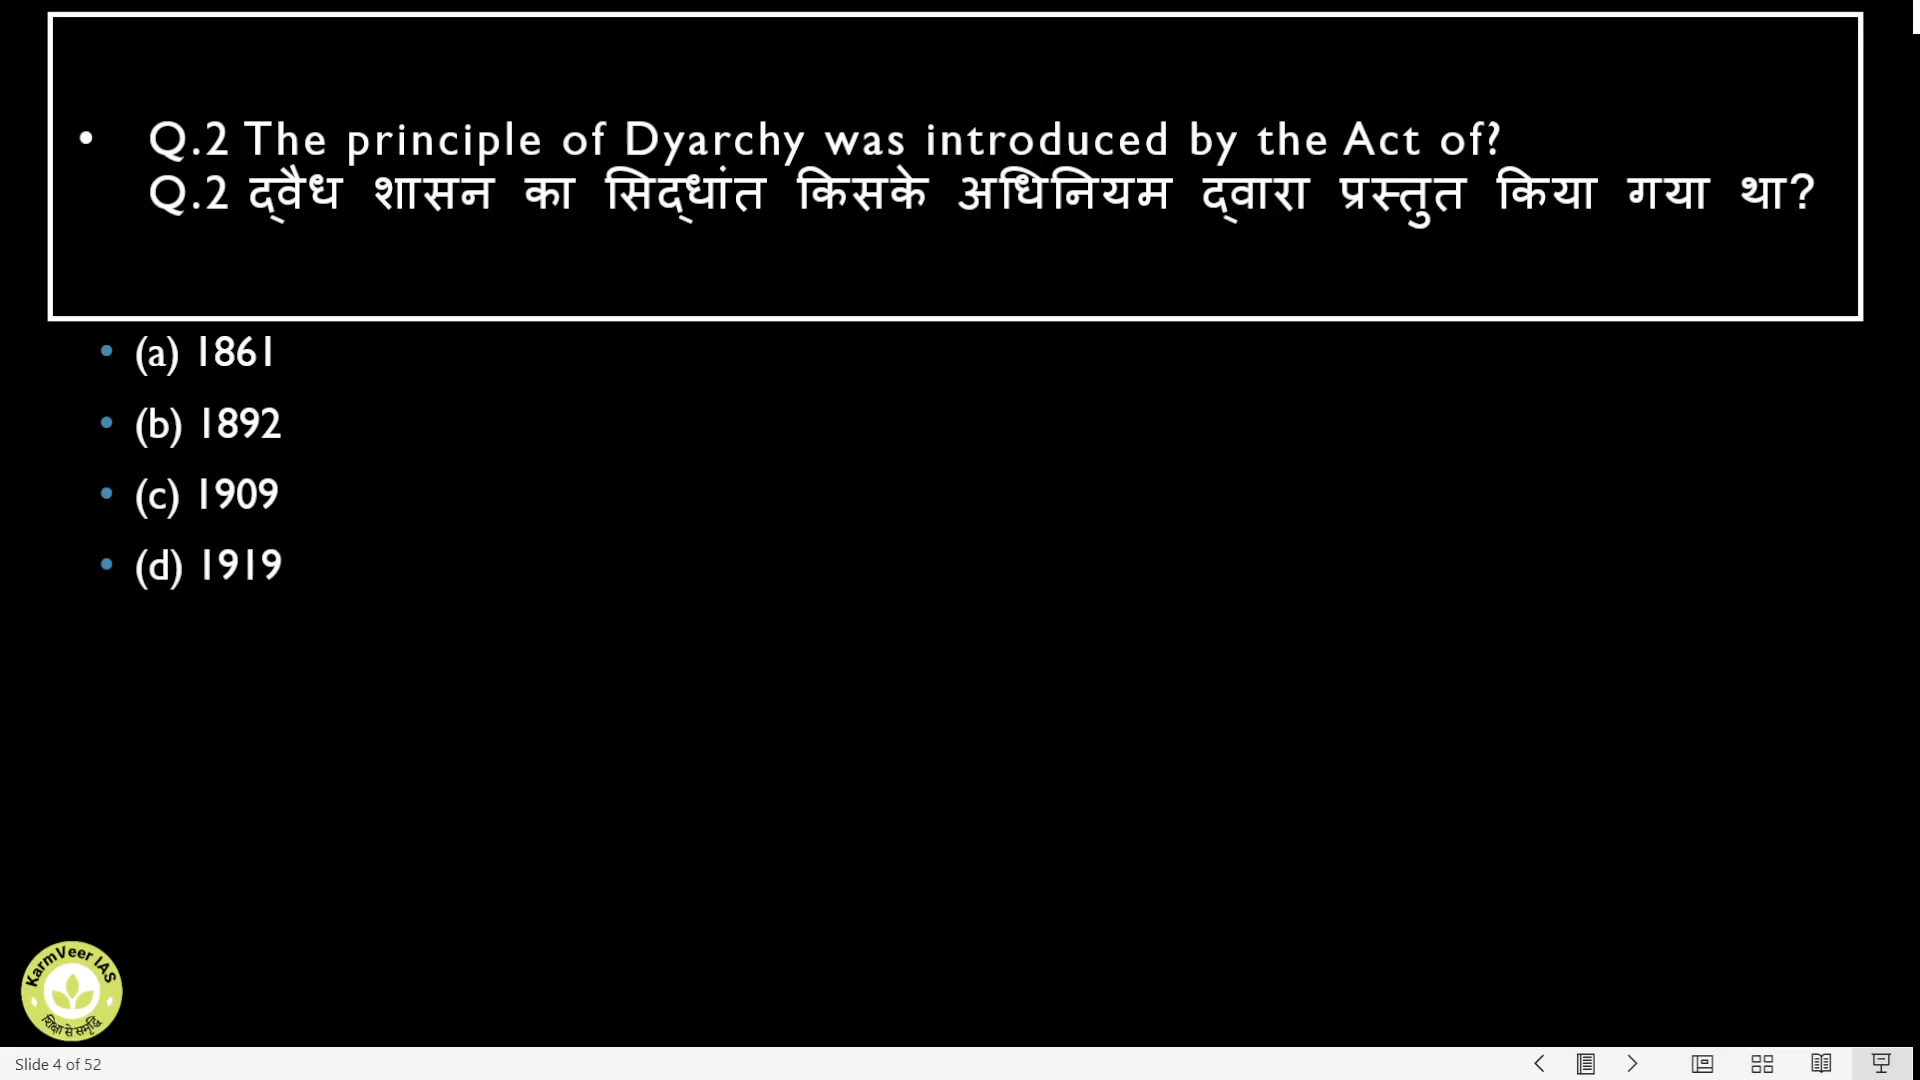 • Q.2 The principle of Dyarchy was introduced by the Act of?
Q.2 द्वैध शासन का सिद्धांत किसके अधिनियम द्वारा प्रस्तुत किया गया था?
• (a) 1861
• (b) 1892
• (c) 1909
• (d) 1919
KarmVeer IAS
शिक्षा से समृद्धि
Slide 4 of 52